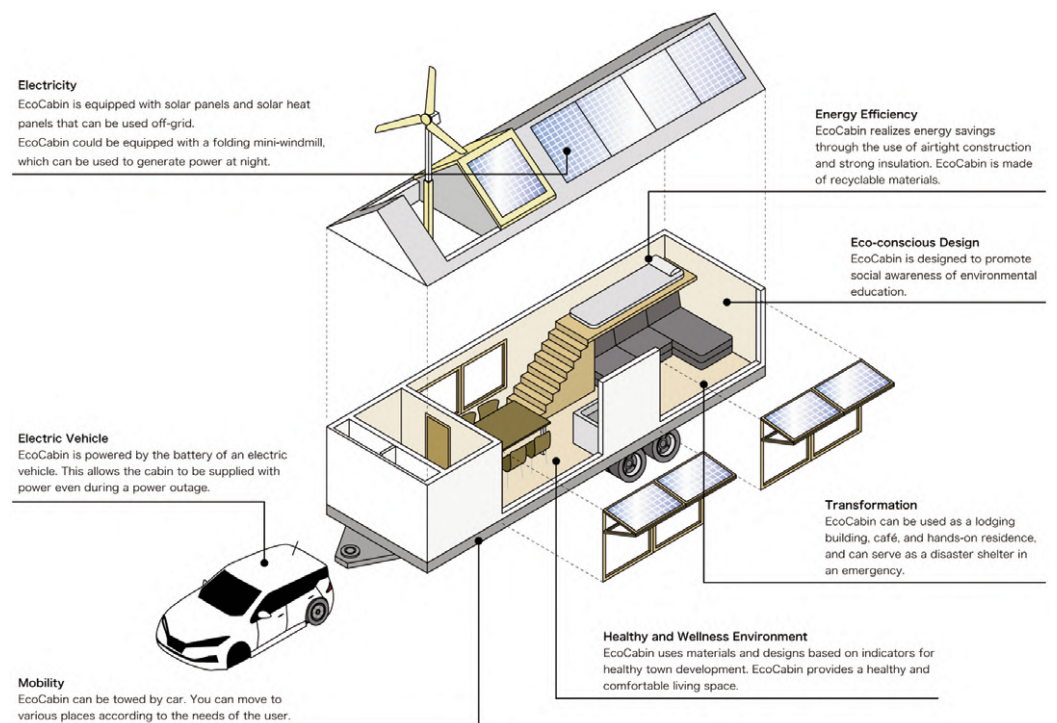 Electricity
EcoCabin is equipped with solar panels and solar heat
panels that can be used off-grid.
EcoCabin could be equipped with a folding mini-windmill,
which can be used to generate power at night.
Energy Efficiency
EcoCabin realizes energy savings
through the use of airtight construction
and strong insulation. EcoCabin is made
of recyclable materials.
Eco-conscious Design
EcoCabin is designed to promote
social awareness of environmental
education.
Electric Vehicle
EcoCabin is powered by the battery of an electric
vehicle. This allows the cabin to be supplied with
power even during a power outage.
Transformation
EcoCabin can be used as a lodging
building, café, and hands-on residence,
and can serve as a disaster shelter in
an emergency.
Healthy and Wellness Environment
EcoCabin uses materials and designs based on indicators for
healthy town development. EcoCabin provides a healthy and
comfortable living space.
Mobility
EcoCabin can be towed by car. You can move to
various places according to the needs of the user.